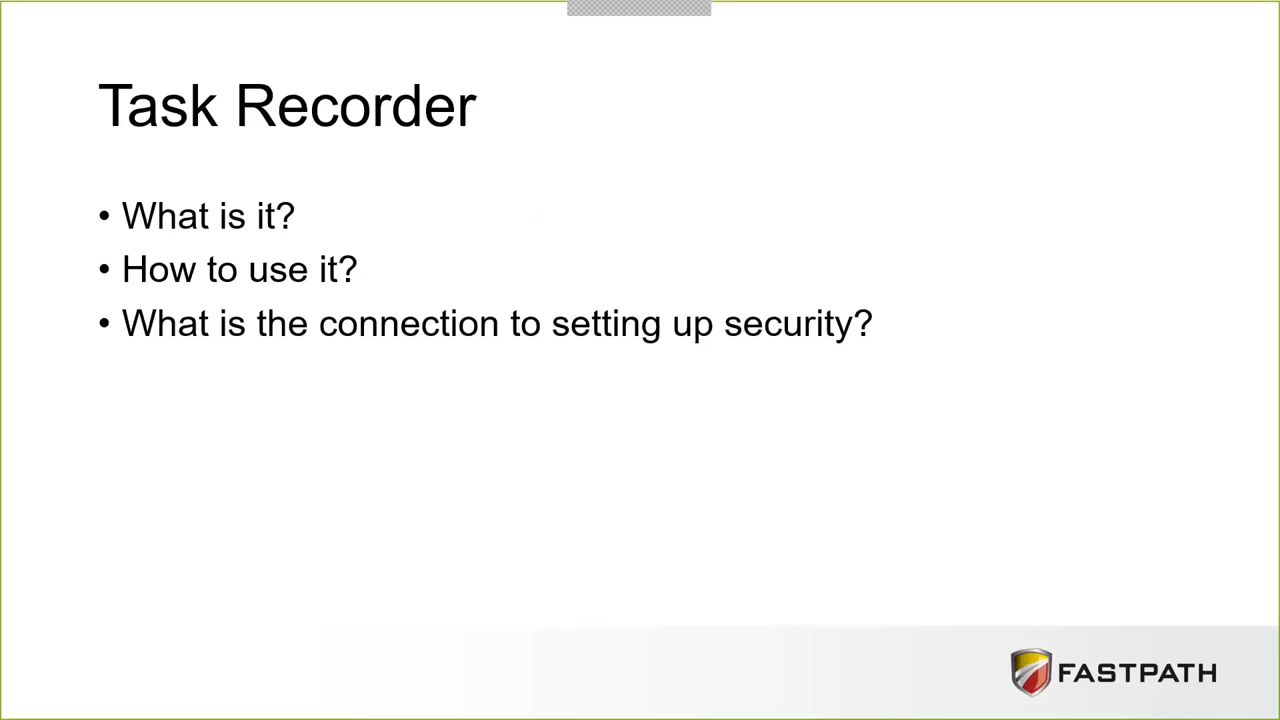 Task Recorder
• What is it?
• How to use it?
• What is the connection to setting up security?
FASTPATH